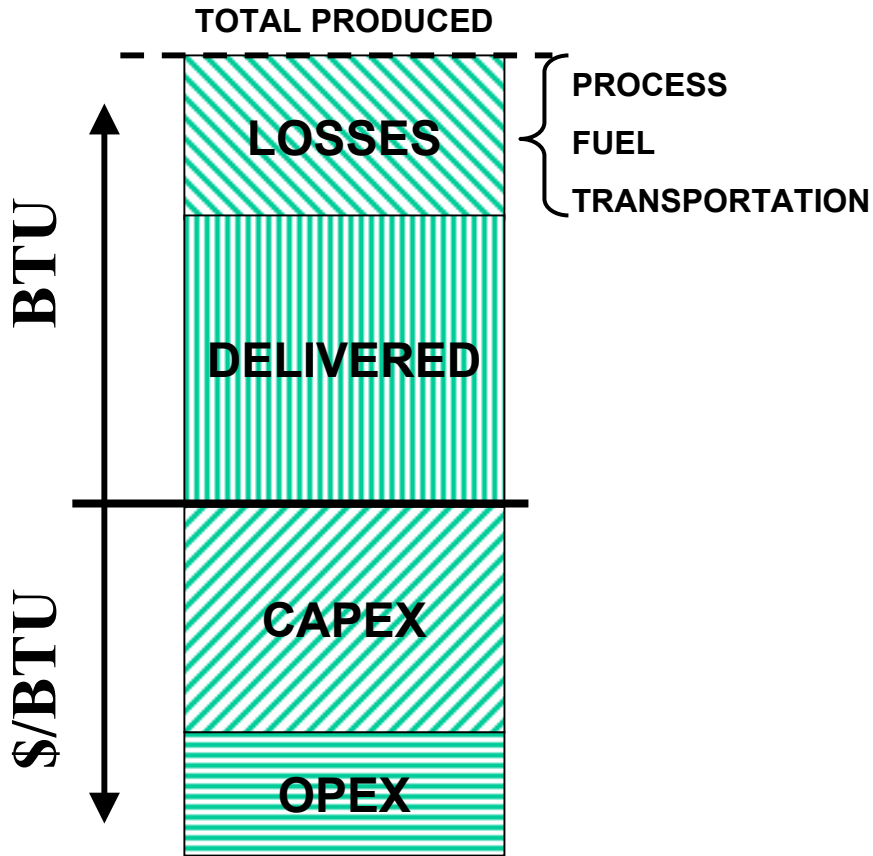 TOTAL PRODUCED
LOSSES
PROCESS
FUEL
TRANSPORTATION
BTU
DELIVERED
CAPEX
$/BTU
OPEX